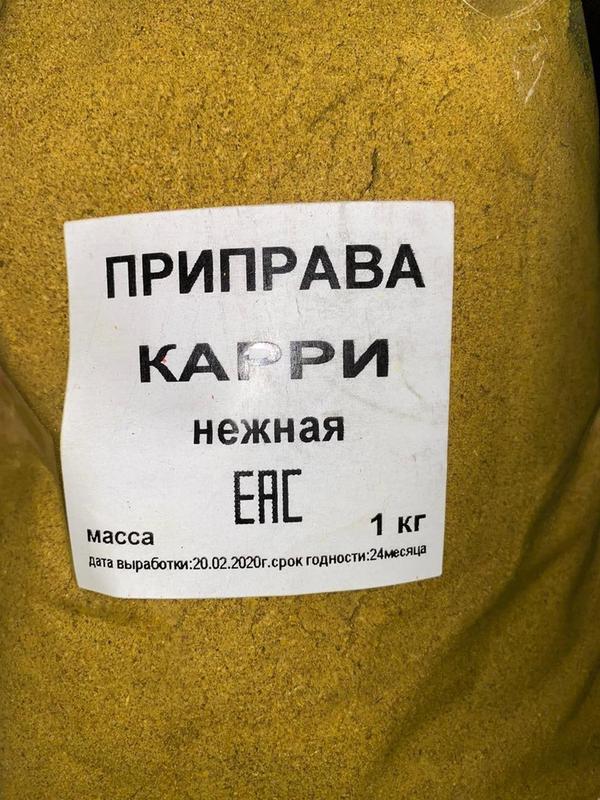 ПРИПРАВА
КАРРИ
нежная
ЕАС
масса 1 кг
дата выработки:20.02.2020г.срок годности:24месяца